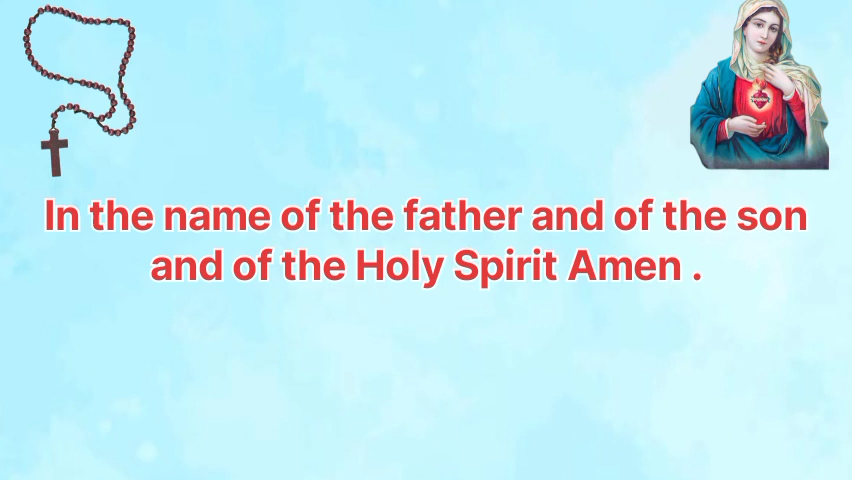 In the name of the father and of the son
and of the Holy Spirit Amen .